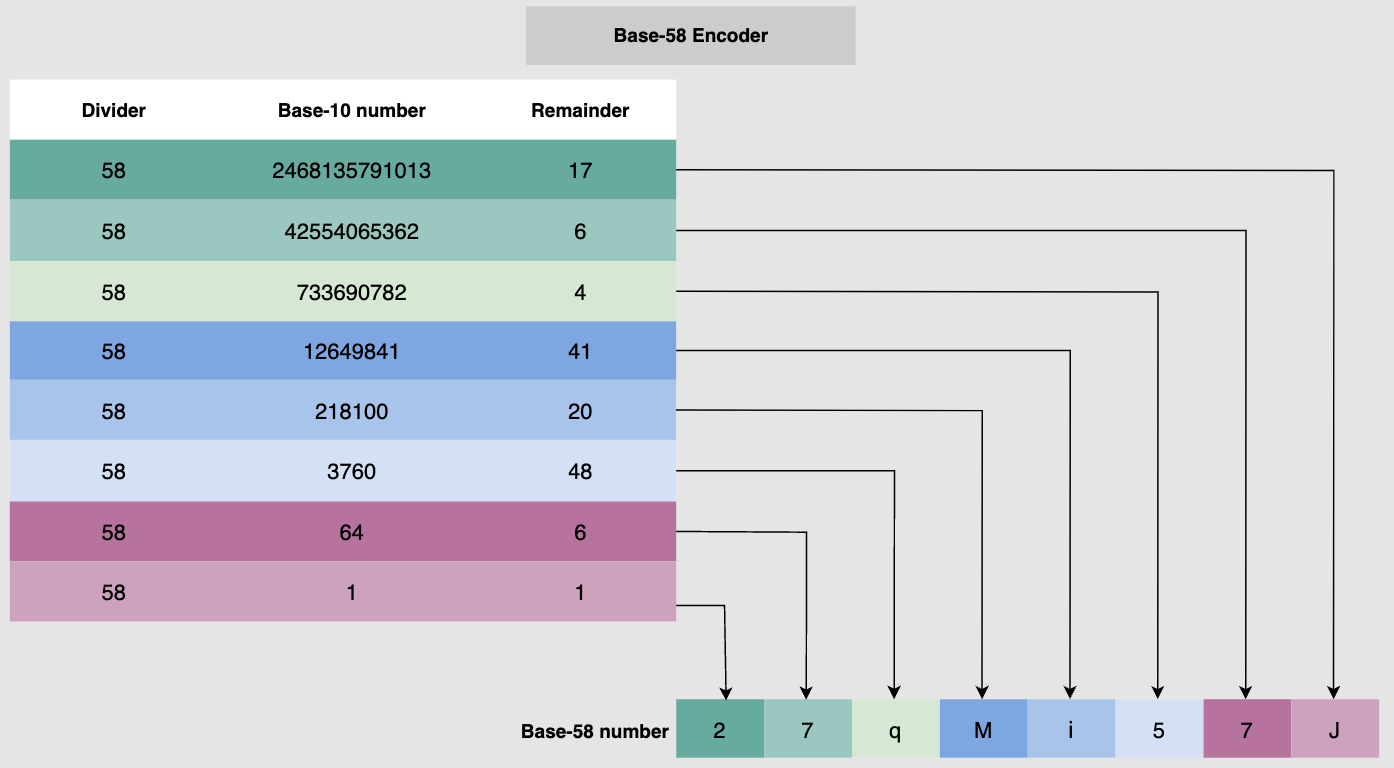 Base-58 Encoder
Divider Base-10 number Remainder
58 2468135791013 17
58 42554065362 6
58 733690782 4
58 12649841 41
58 218100 20
58 3760 48
58 64 6
58 1 1
Base-58 number 2 7 q M i 5 7 J